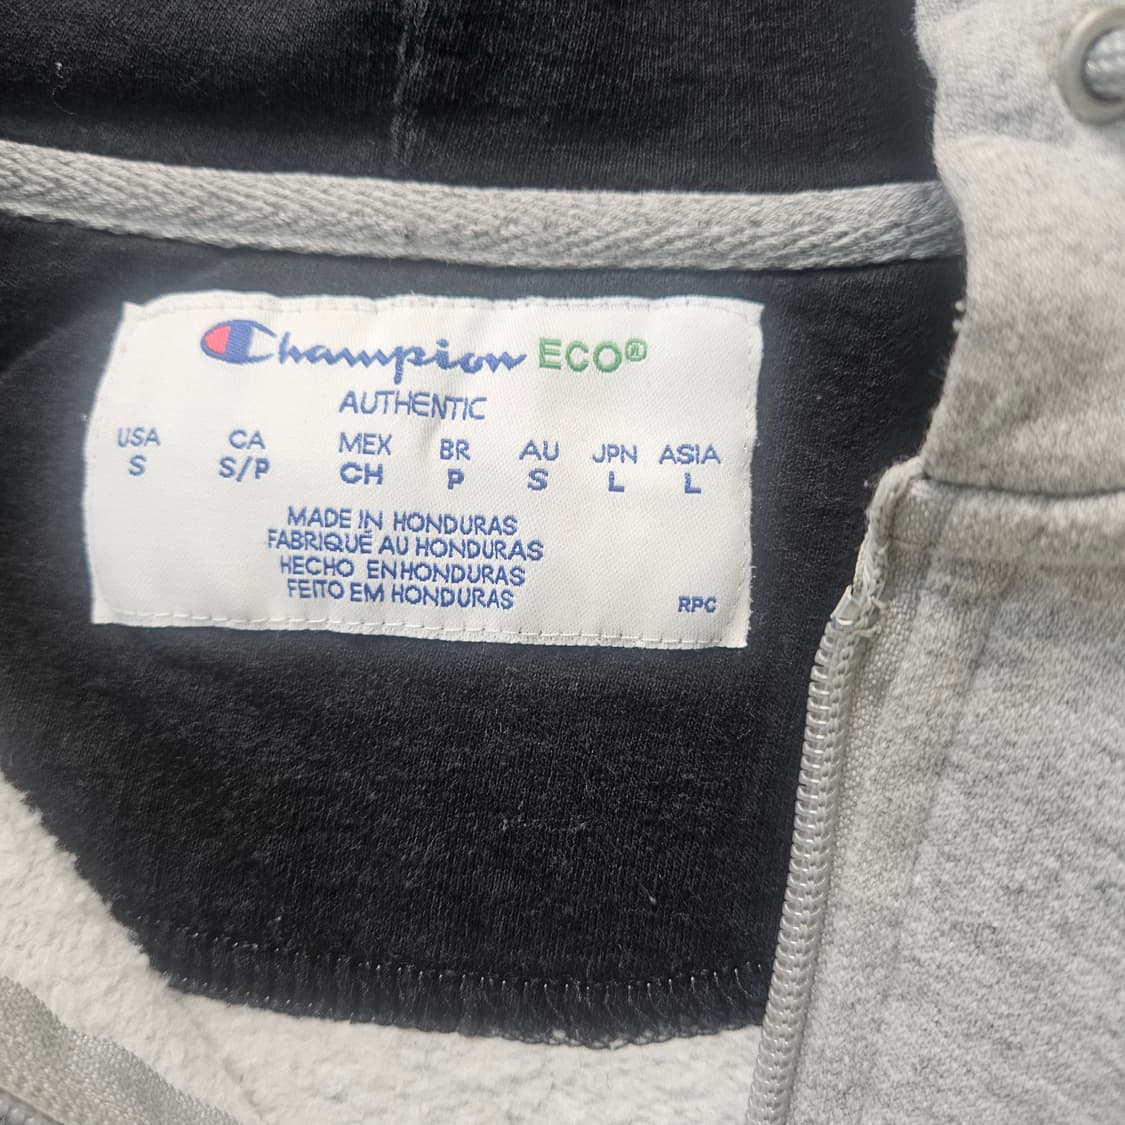 Champion ECO®
AUTHENTIC
USA CA MEX BR AU JPN ASIA
S S/P CH P S L L
MADE IN HONDURAS
FABRIQUÉ AU HONDURAS
HECHO EN HONDURAS
FEITO EM HONDURAS
RPC